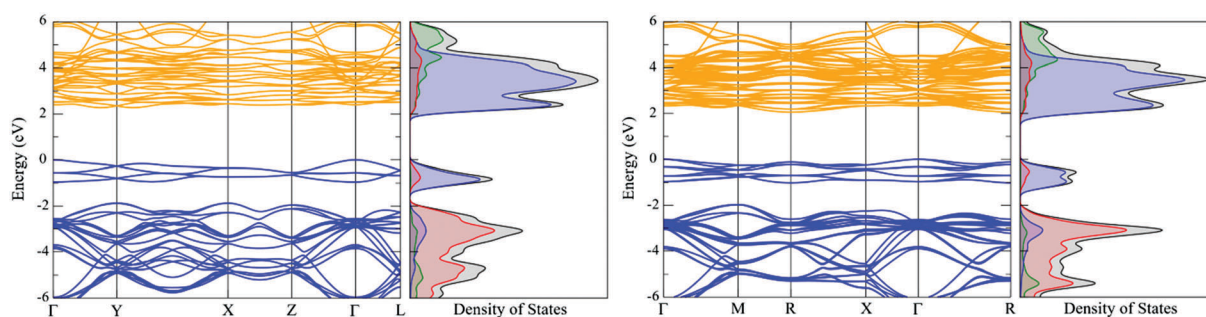 6
4
2
0
-2
-4
-6
Energy (eV)
Γ Y X Z Γ L
Density of States
6
4
2
0
-2
-4
-6
Energy (eV)
Γ M R X Γ R
Density of States